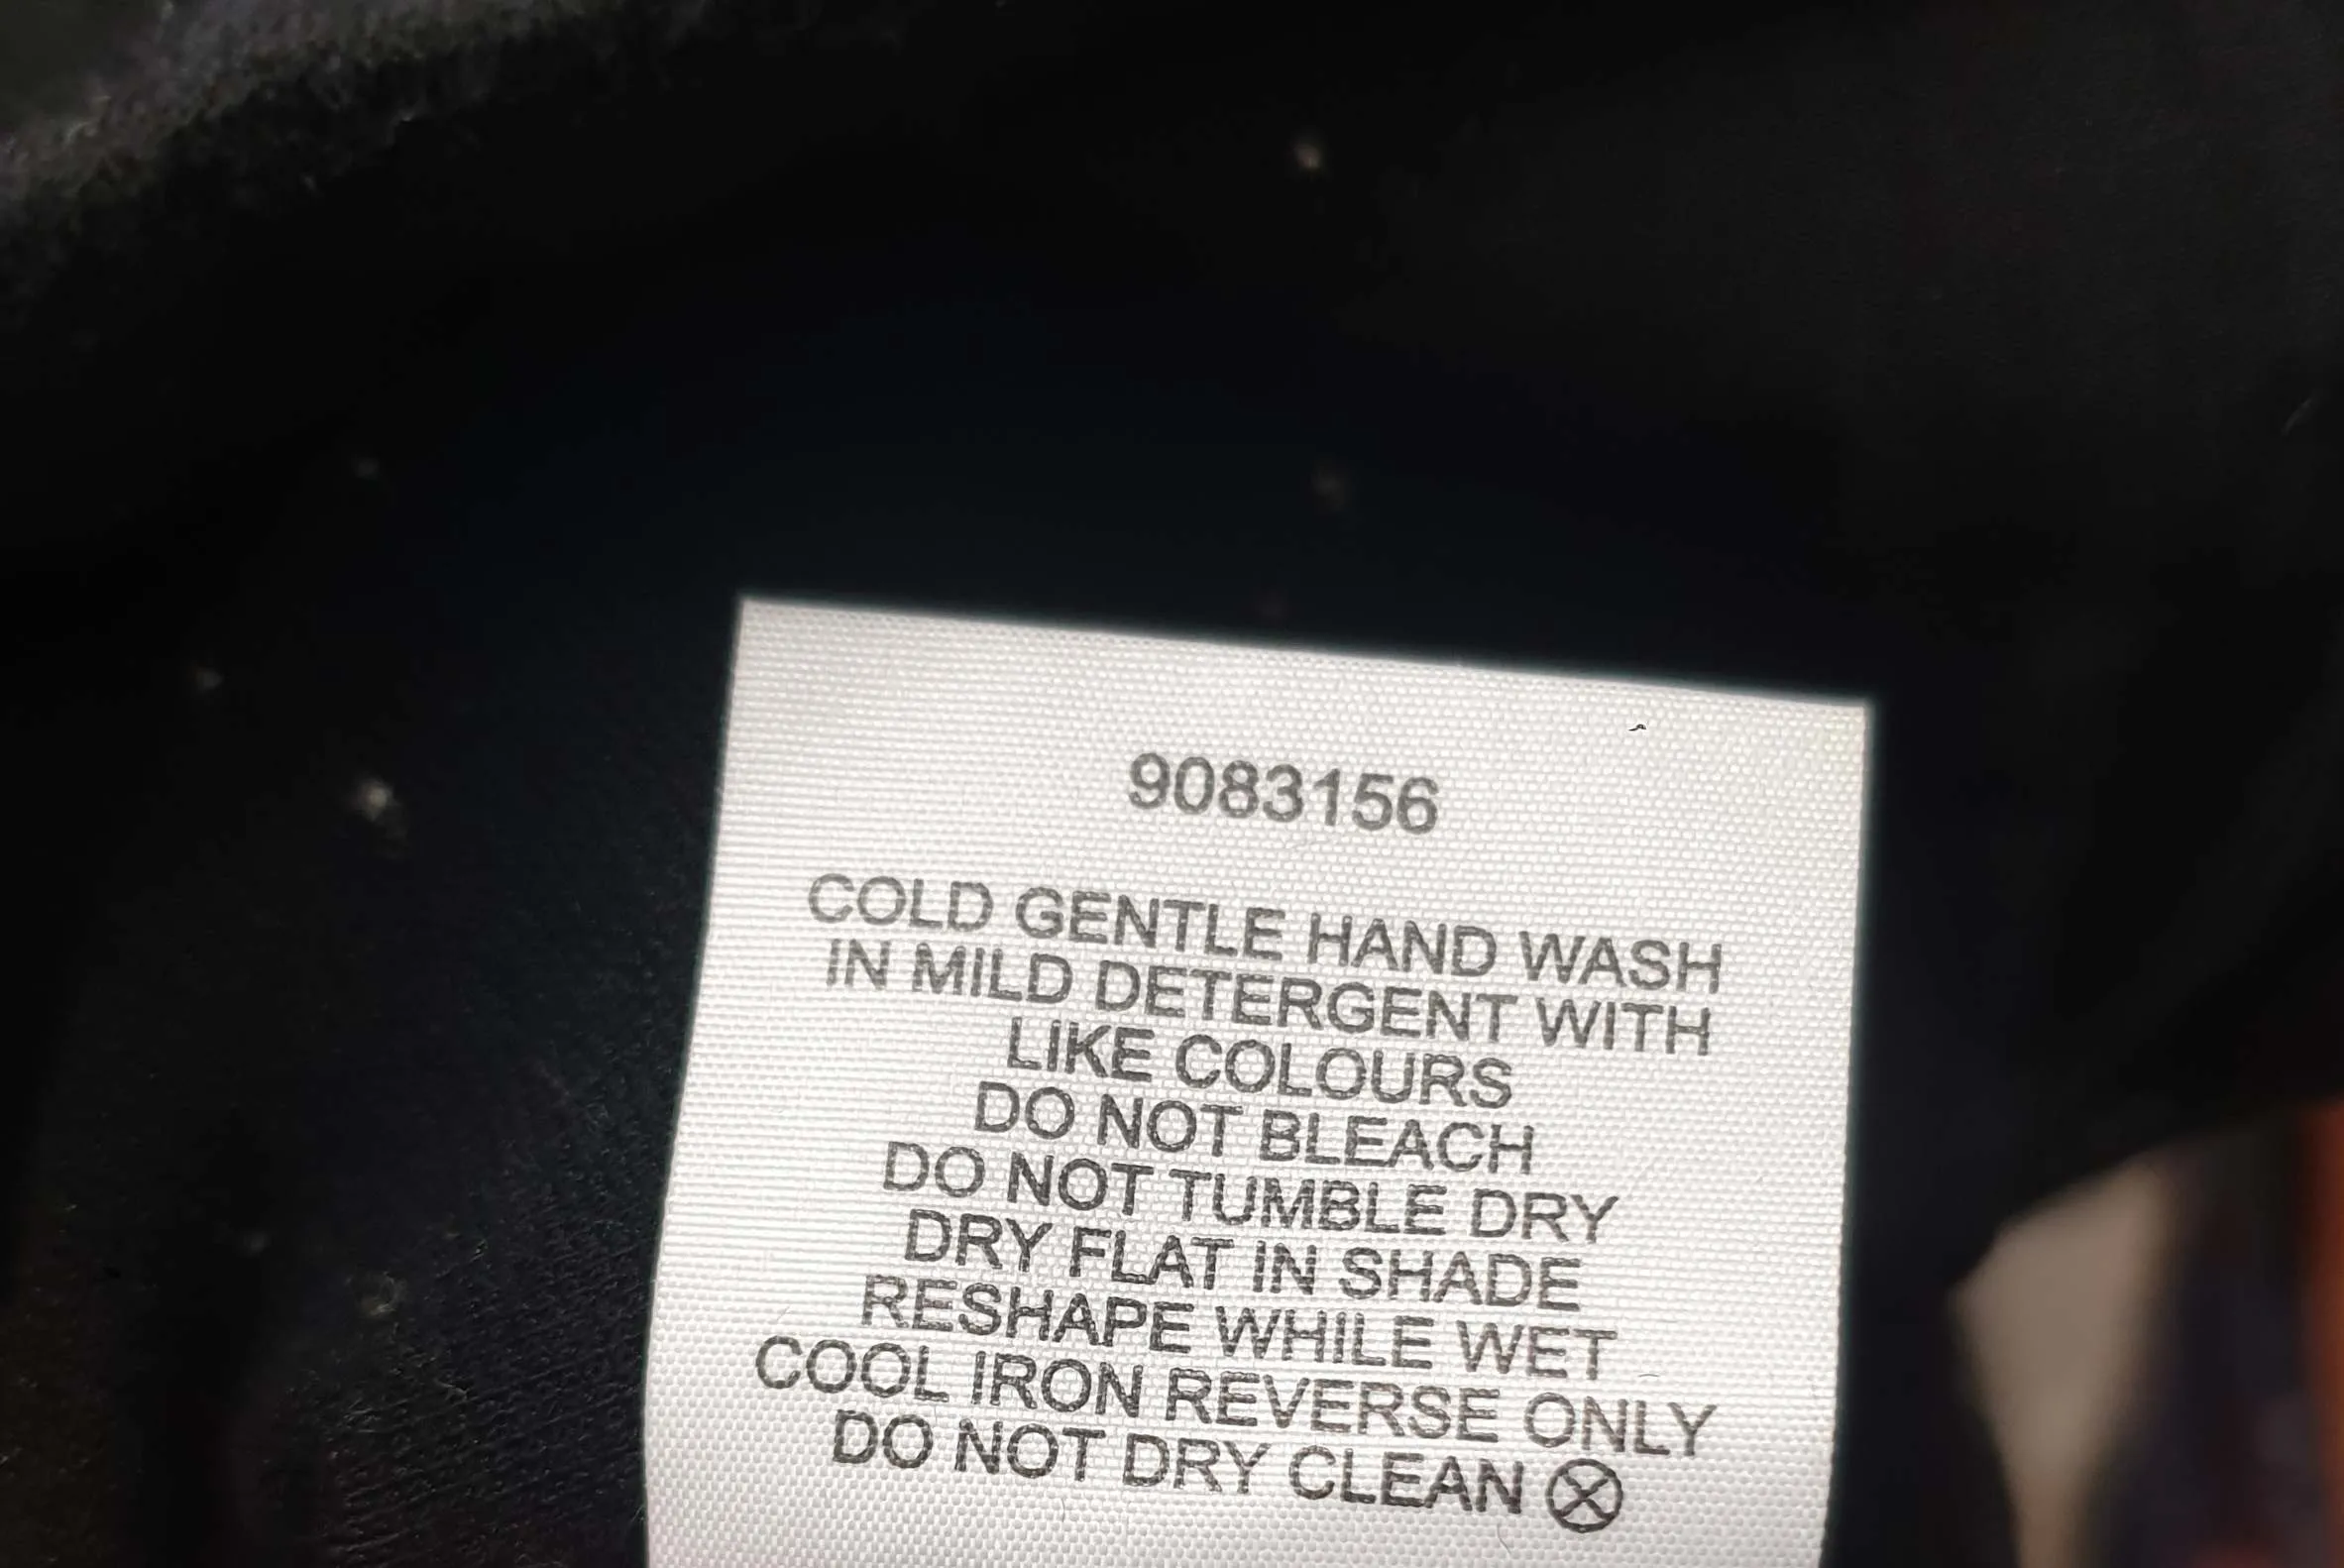 9083156
COLD GENTLE HAND WASH
IN MILD DETERGENT WITH
LIKE COLOURS
DO NOT BLEACH
DO NOT TUMBLE DRY
DRY FLAT IN SHADE
RESHAPE WHILE WET
COOL IRON REVERSE ONLY
DO NOT DRY CLEAN